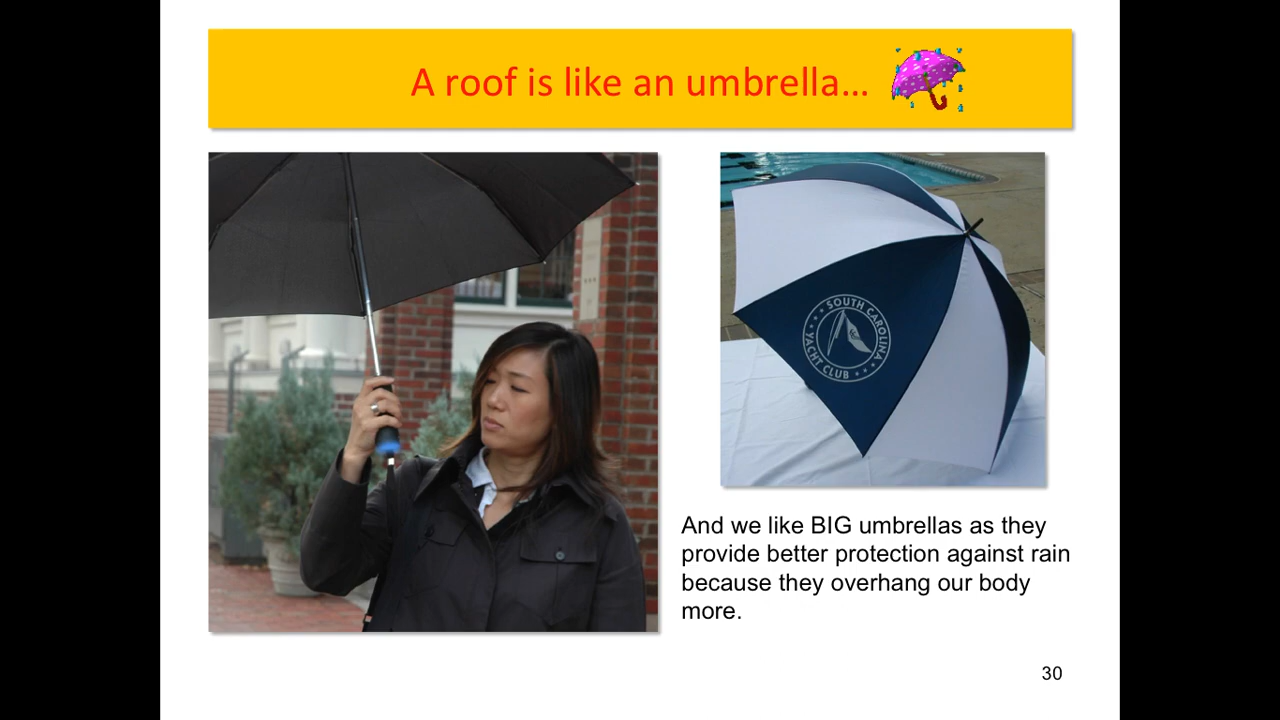 A roof is like an umbrella...
SOUTH CAROLINA
YACHT CLUB
And we like BIG umbrellas as they
provide better protection against rain
because they overhang our body
more.
30